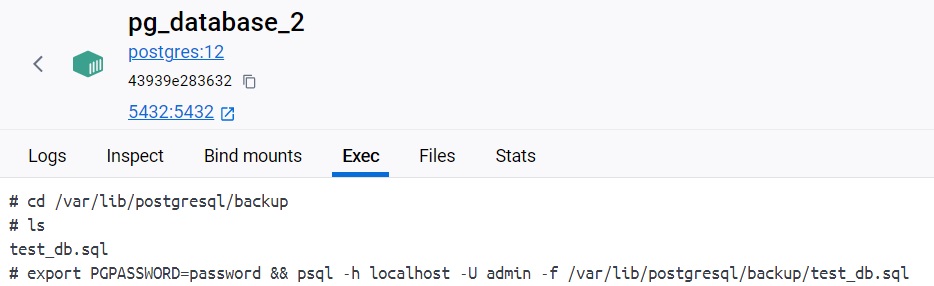 pg_database_2
postgres:12
43939e283632
5432:5432
Logs Inspect Bind mounts Exec Files Stats
# cd /var/lib/postgresql/backup
# ls
test_db.sql
# export PGPASSWORD=password && psql -h localhost -U admin -f /var/lib/postgresql/backup/test_db.sql